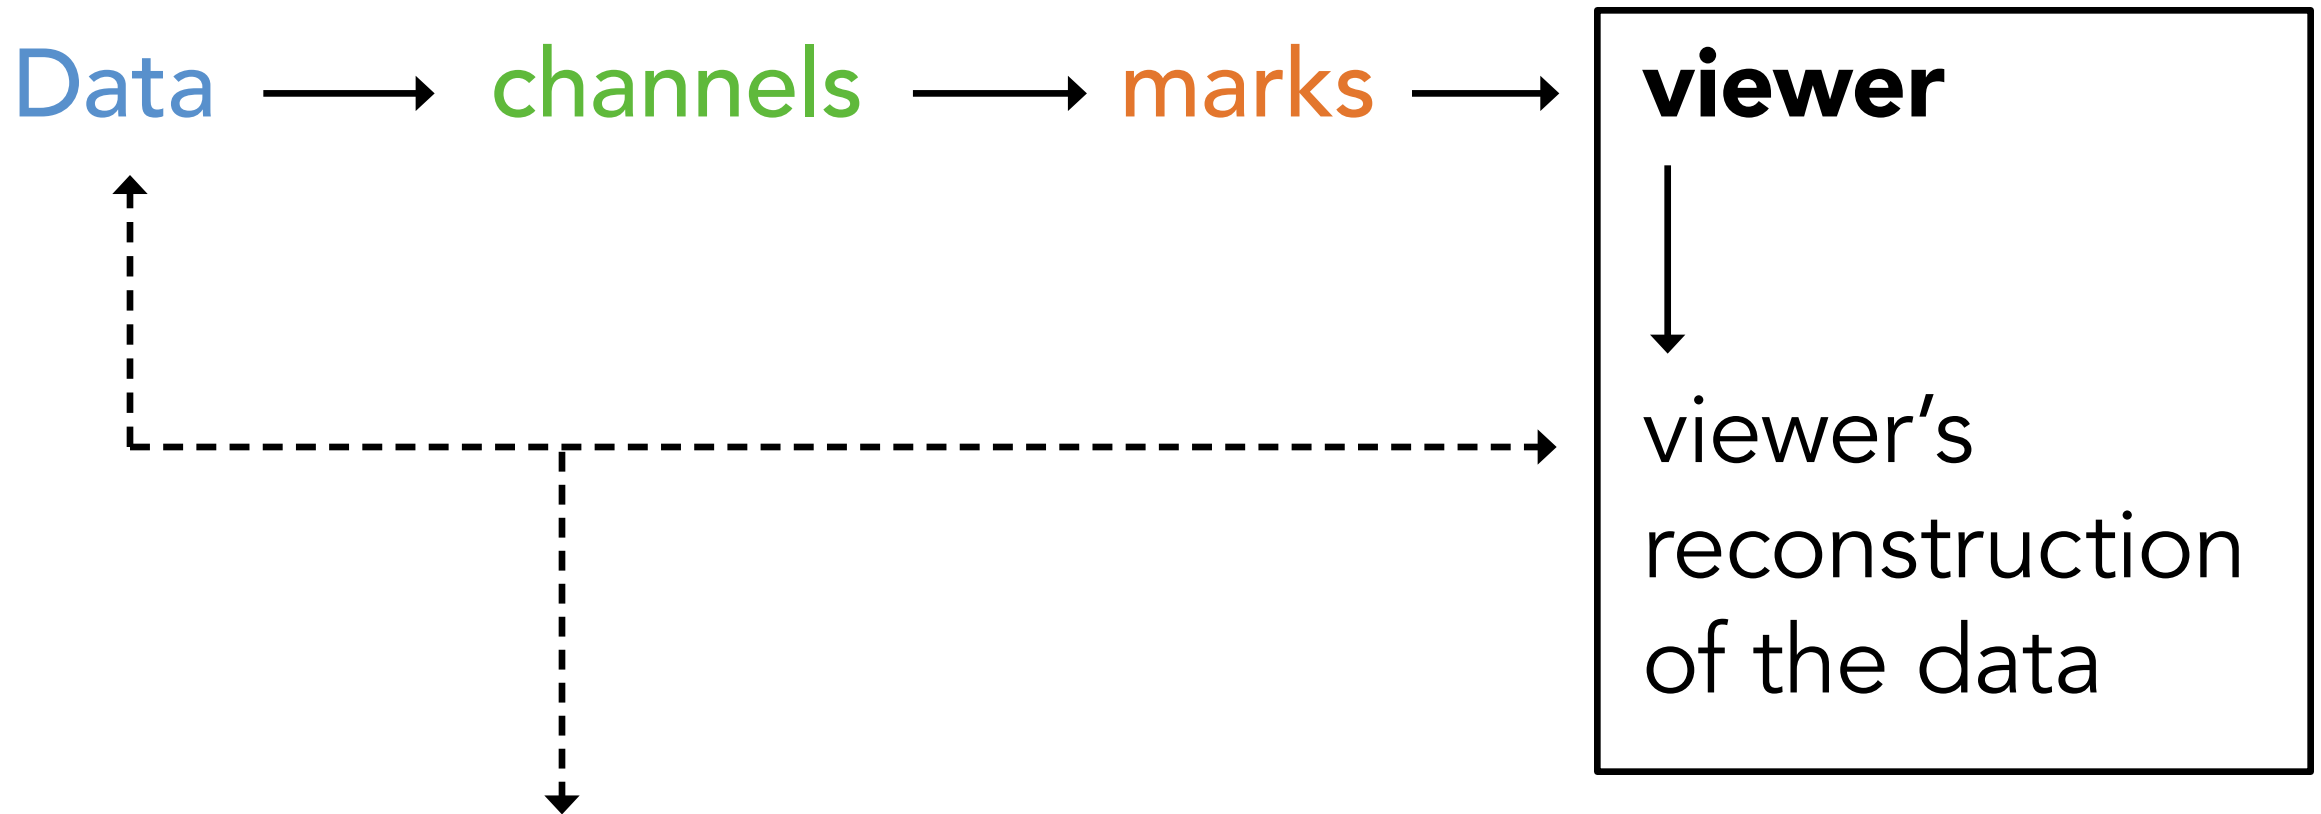 Data channels marks viewer
viewer’s
reconstruction
of the data